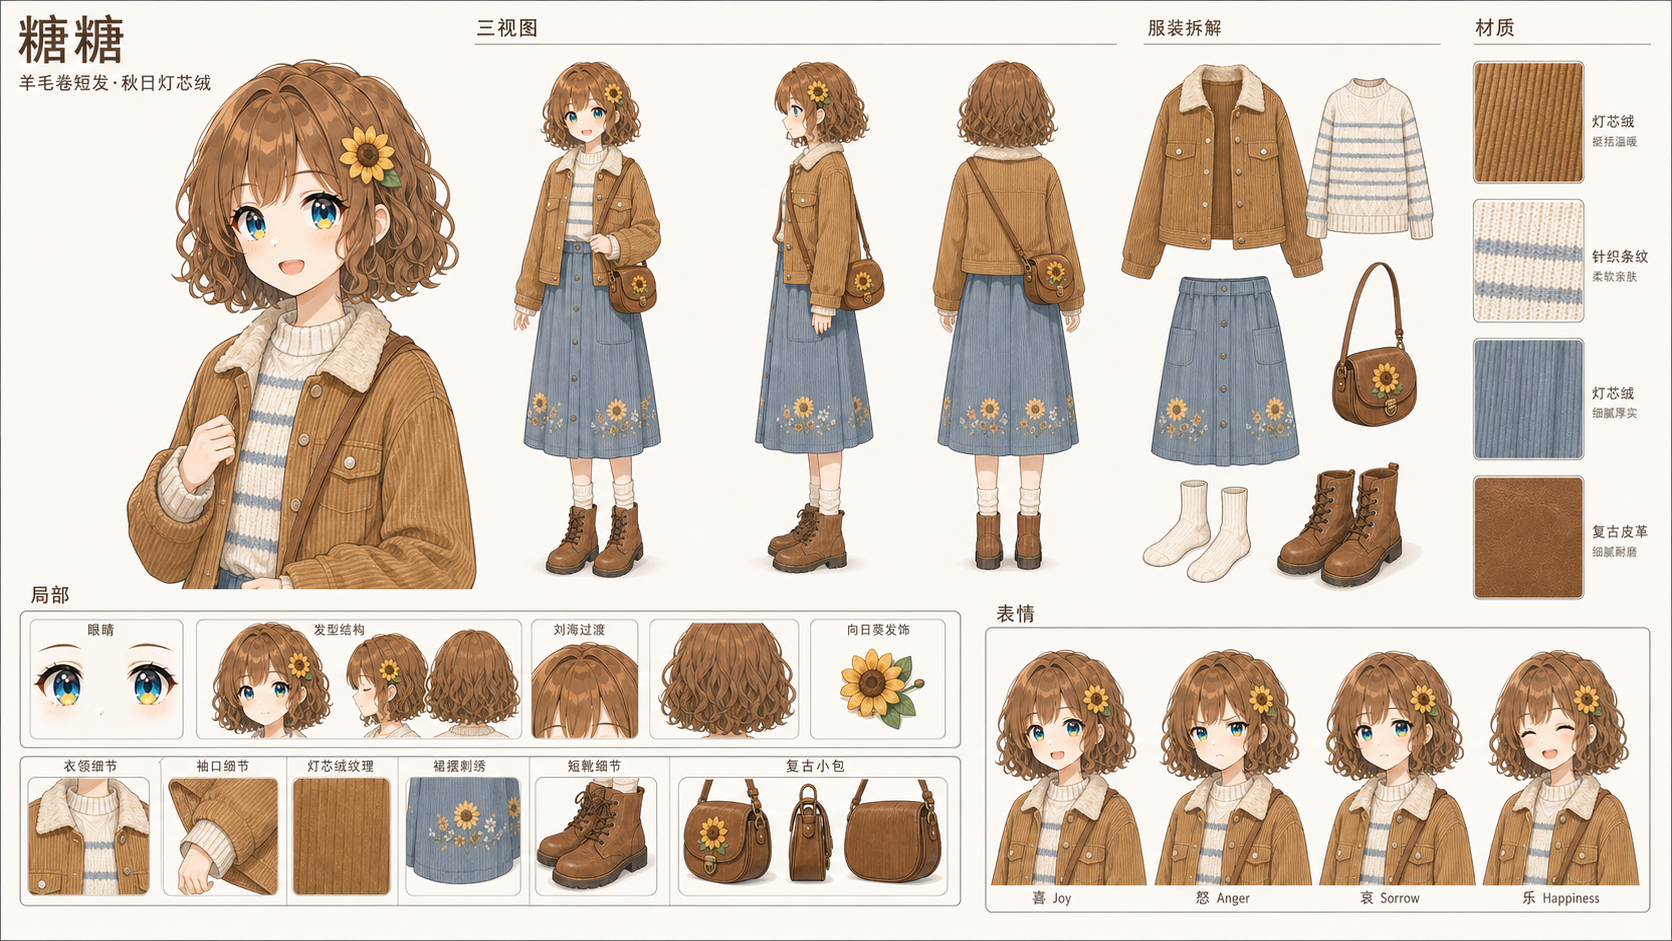 糖糖
羊毛卷短发·秋日灯芯绒
三视图
服装拆解
材质
灯芯绒
挺括温暖
针织条纹
柔软亲肤
灯芯绒
细腻厚实
复古皮革
细腻耐磨
局部
眼睛
发型结构
刘海过渡
向日葵发饰
衣领细节
袖口细节
灯芯绒纹理
裙摆刺绣
短靴细节
复古小包
表情
喜 Joy
怒 Anger
哀 Sorrow
乐 Happiness